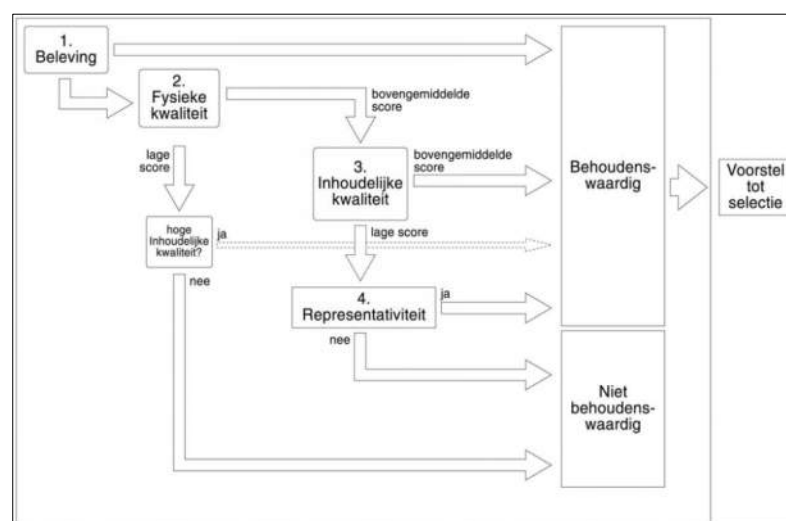 1.
Beleving
2.
Fysieke
kwaliteit
bovengemiddelde
score
lage
score
3.
Inhoudelijke
kwaliteit
bovengemiddelde
score
Behoudens-
waardig
Voorstel
tot
selectie
hoge
Inhoudelijke
kwaliteit?
ja
lage score
nee
4.
Representativiteit
ja
nee
Niet
behoudens-
waardig